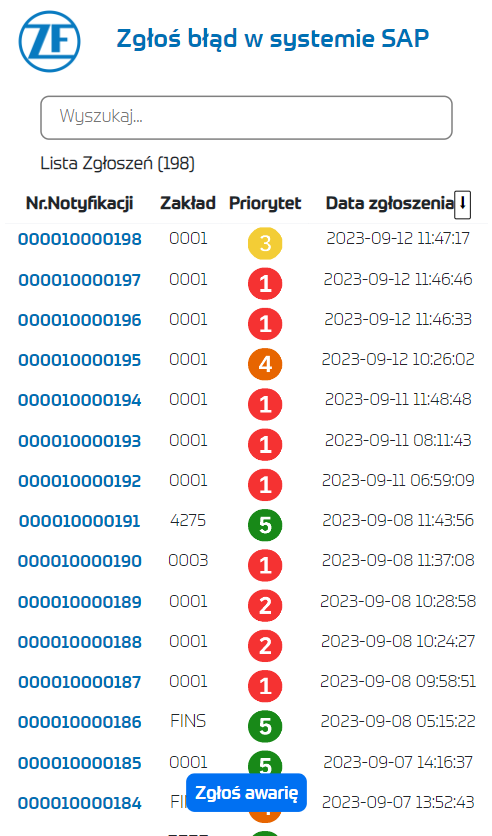 ZF
Zgłoś błąd w systemie SAP
Wyszukaj...
Lista Zgłoszeń (198)
Nr.Notyfikacji Zakład Priorytet Data zgłoszenia ⭣
000010000198 0001 3 2023-09-12 11:47:17
000010000197 0001 1 2023-09-12 11:46:46
000010000196 0001 1 2023-09-12 11:46:33
000010000195 0001 4 2023-09-12 10:26:02
000010000194 0001 1 2023-09-11 11:48:48
000010000193 0001 1 2023-09-11 08:11:43
000010000192 0001 1 2023-09-11 06:59:09
000010000191 4275 5 2023-09-08 11:43:56
000010000190 0003 1 2023-09-08 11:37:08
000010000189 0001 2 2023-09-08 10:28:58
000010000188 0001 2 2023-09-08 10:24:27
000010000187 0001 1 2023-09-08 09:58:51
000010000186 FINS 5 2023-09-08 05:15:22
000010000185 0001 5 2023-09-07 14:16:37
000010000184 4 2023-09-07 13:52:43
Zgłoś awarię